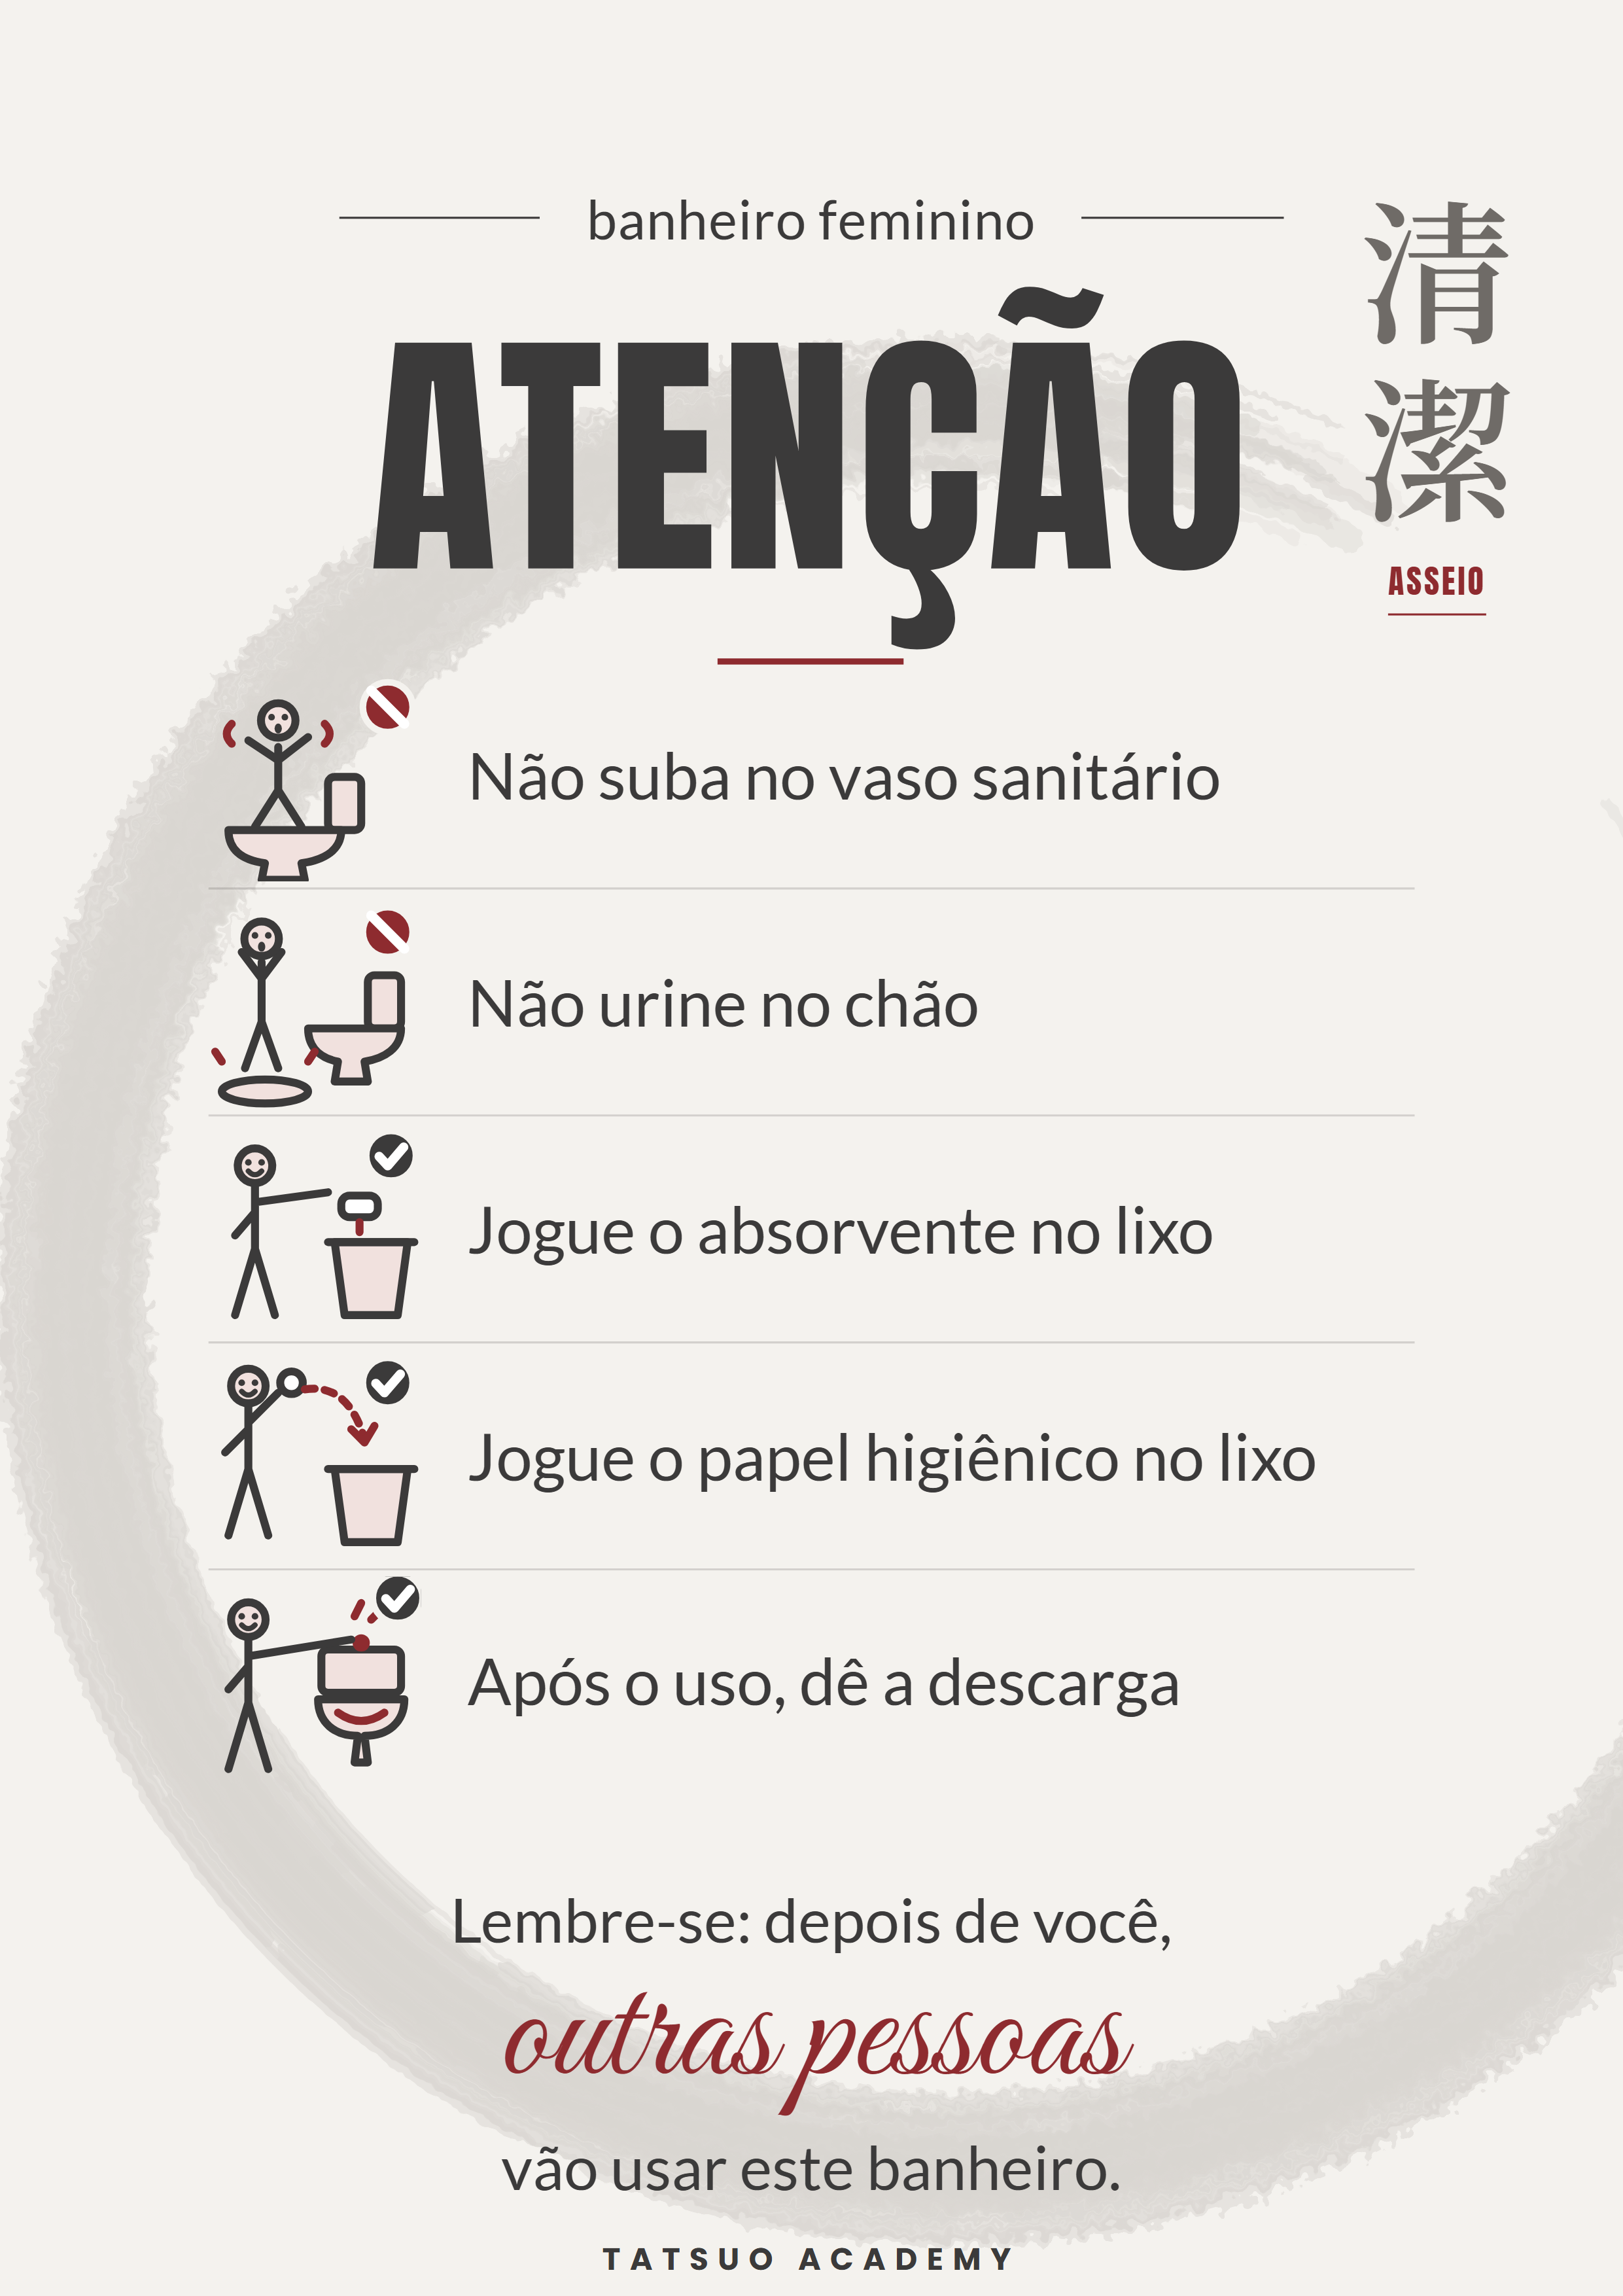 banheiro feminino
ATENÇÃO
清潔
ASSEIO
Não suba no vaso sanitário
Não urine no chão
Jogue o absorvente no lixo
Jogue o papel higiênico no lixo
Após o uso, dê a descarga
Lembre-se: depois de você,
outras pessoas
vão usar este banheiro.
TATSUO ACADEMY